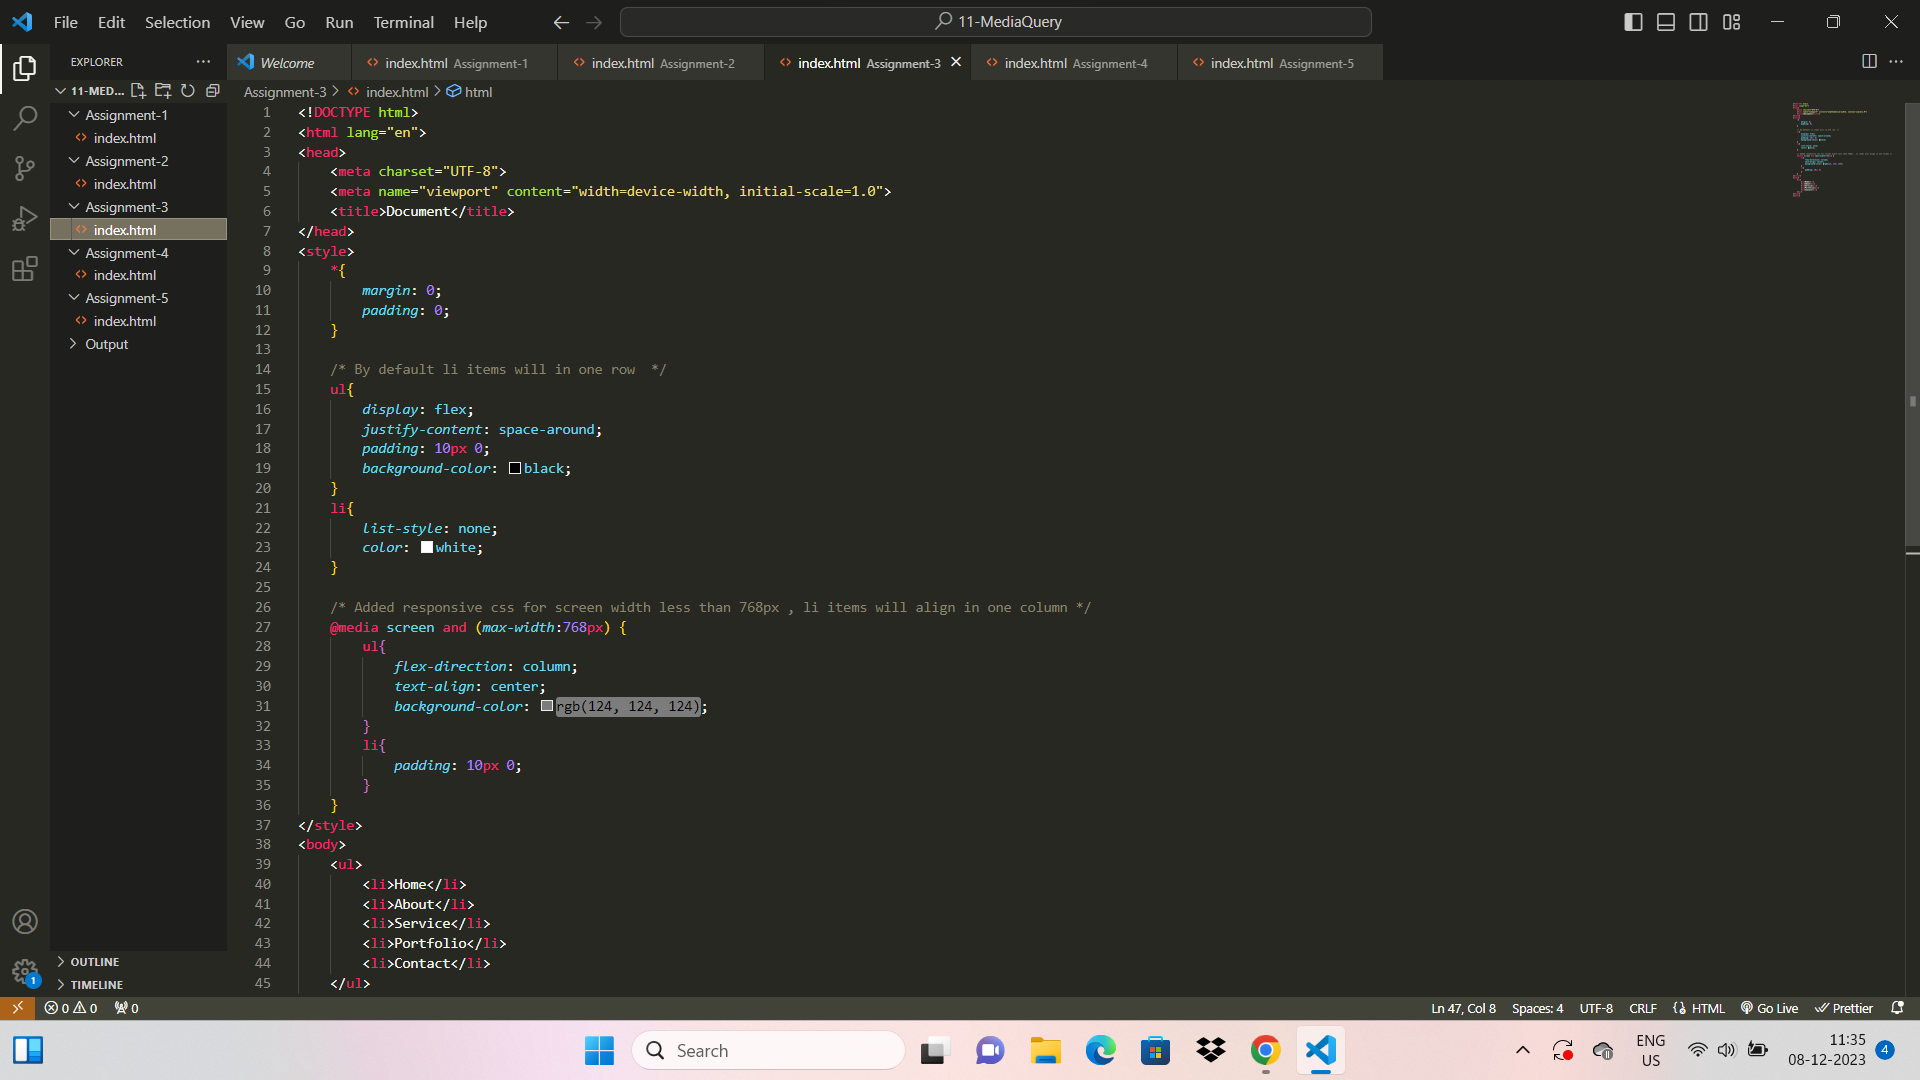 File Edit Selection View Go Run Terminal Help
11-MediaQuery
EXPLORER
Welcome
index.html Assignment-1
index.html Assignment-2
index.html Assignment-3
index.html Assignment-4
index.html Assignment-5
11-MED...
Assignment-1
index.html
Assignment-2
index.html
Assignment-3
index.html
Assignment-4
index.html
Assignment-5
index.html
Output
OUTLINE
TIMELINE
Assignment-3 > index.html > html
1 <!DOCTYPE html>
2 <html lang="en">
3 <head>
4     <meta charset="UTF-8">
5     <meta name="viewport" content="width=device-width, initial-scale=1.0">
6     <title>Document</title>
7 </head>
8 <style>
9     *{
10         margin: 0;
11         padding: 0;
12     }
13
14     /* By default li items will in one row  */
15     ul{
16         display: flex;
17         justify-content: space-around;
18         padding: 10px 0;
19         background-color: black;
20     }
21     li{
22         list-style: none;
23         color: white;
24     }
25
26     /* Added responsive css for screen width less than 768px , li items will align in one column */
27     @media screen and (max-width:768px) {
28         ul{
29             flex-direction: column;
30             text-align: center;
31             background-color: rgb(124, 124, 124);
32         }
33         li{
34             padding: 10px 0;
35         }
36     }
37 </style>
38 <body>
39     <ul>
40         <li>Home</li>
41         <li>About</li>
42         <li>Service</li>
43         <li>Portfolio</li>
44         <li>Contact</li>
45     </ul>
1
0 0 0
Ln 47, Col 8 Spaces: 4 UTF-8 CRLF HTML Go Live Prettier
Search
ENG
US
11:35
08-12-2023
4